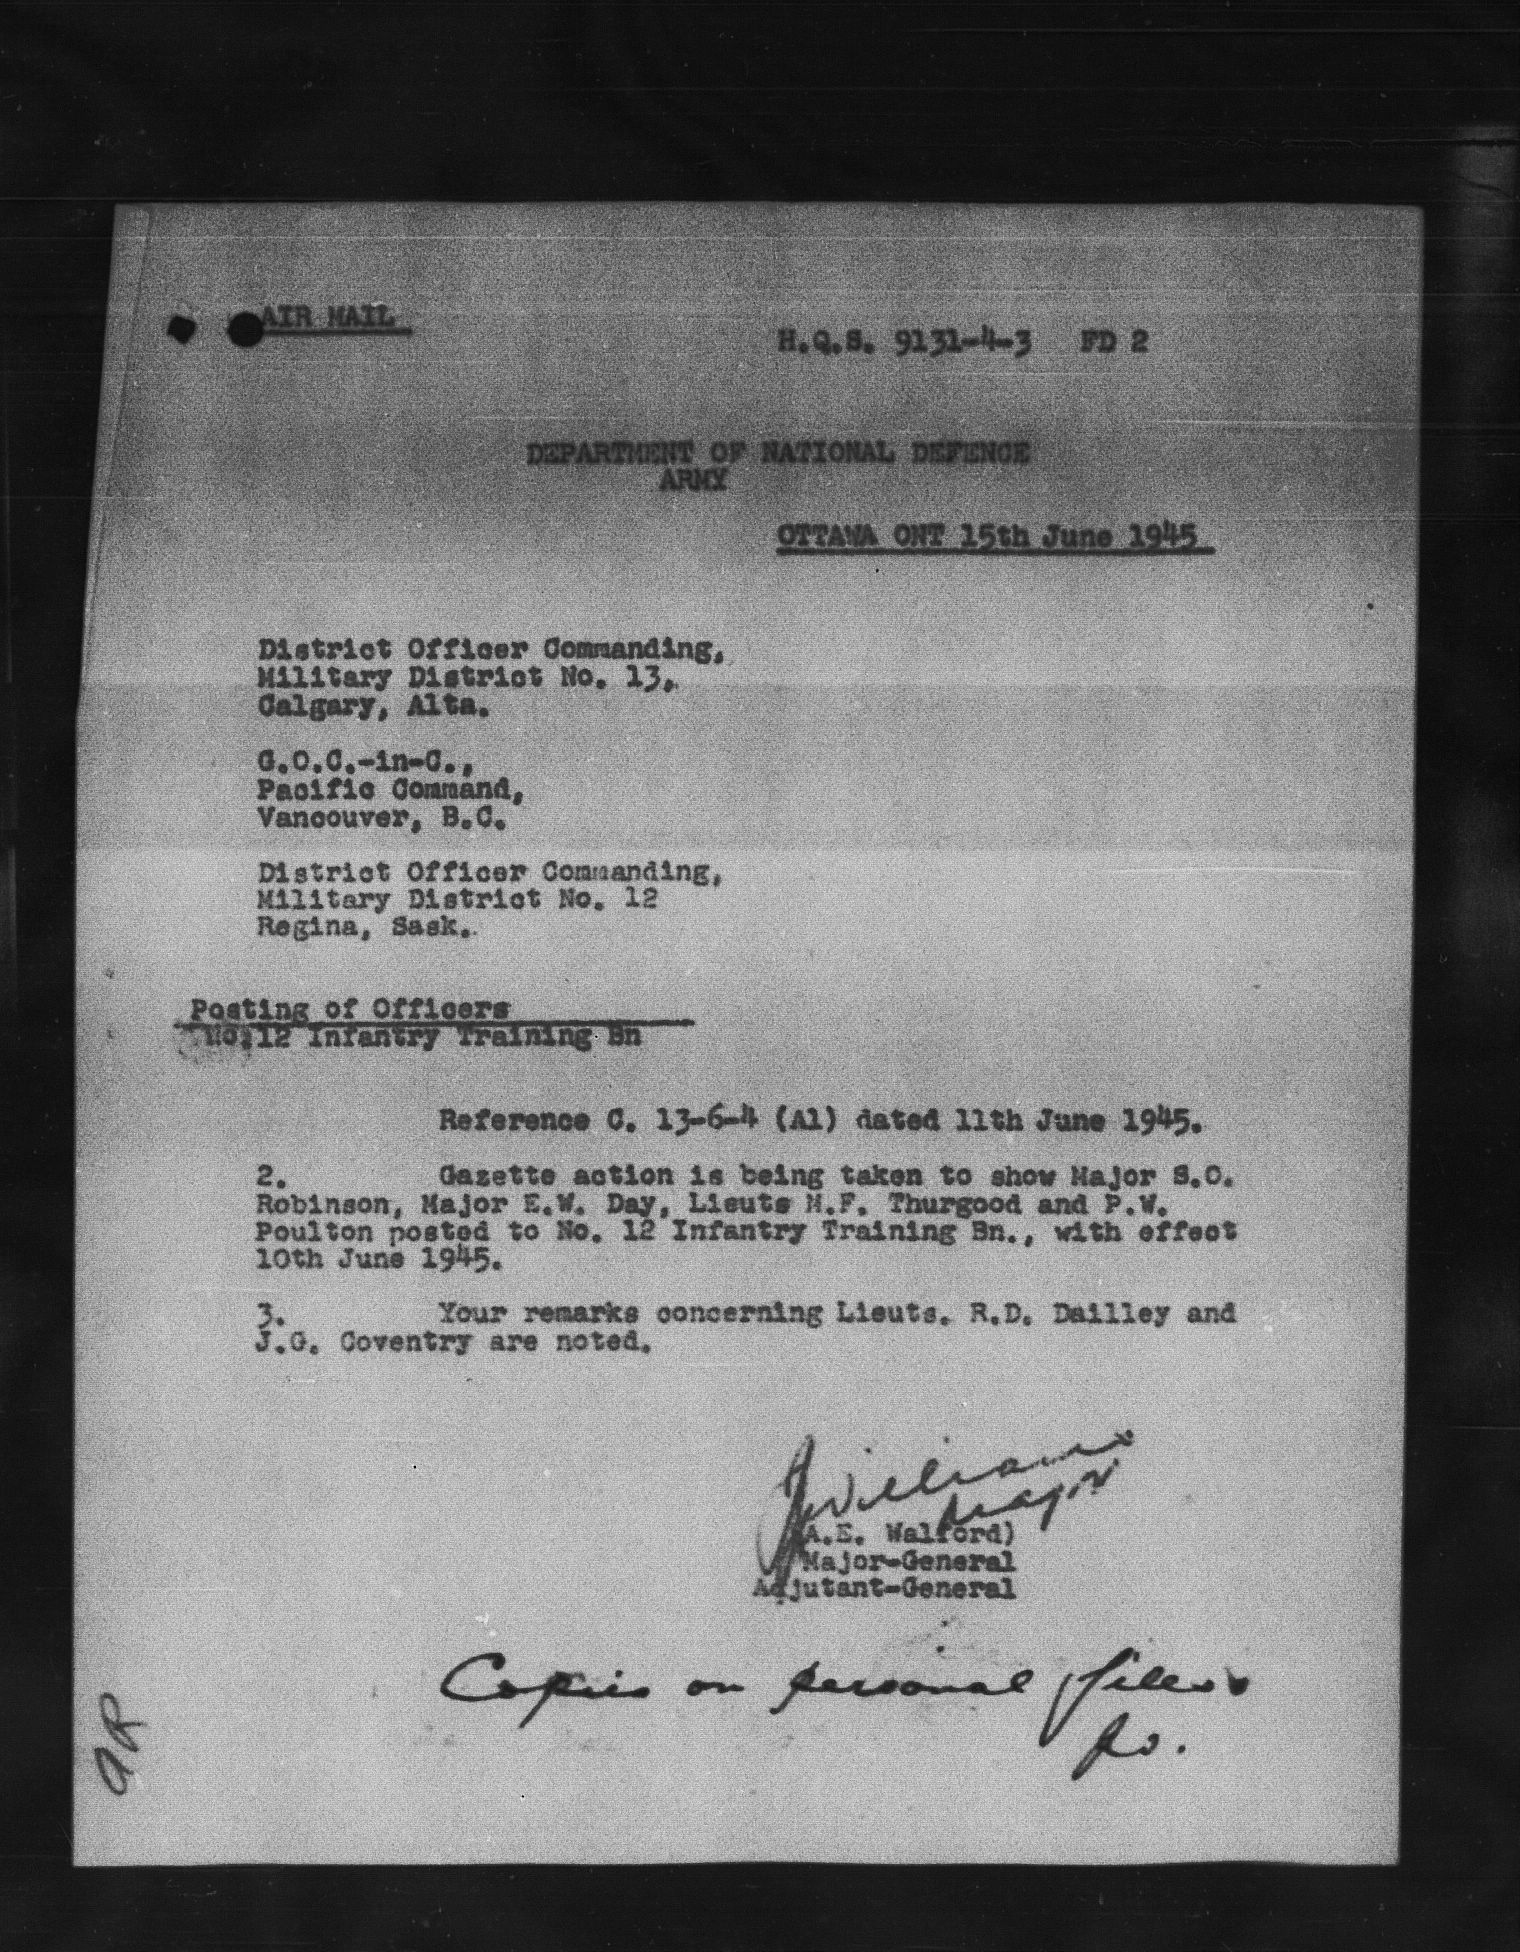 AIR MAIL
H.Q.S. 9131-4-3 FD 2
DEPARTMENT OF NATIONAL DEFENCE
ARMY
OTTAWA ONT 15th June 1945
District Officer Commanding,
Military District No. 13,
Calgary, Alta.
G.O.C.-in-C.,
Pacific Command,
Vancouver, B.C.
District Officer Commanding,
Military District No. 12
Regina, Sask.
Posting of Officers
No. 12 Infantry Training Bn
Reference C. 13-6-4 (A1) dated 11th June 1945.
2. Gazette action is being taken to show Major S.C.
Robinson, Major E.W. Day, Lieuts M.F. Thurgood and P.W.
Poulton posted to No. 12 Infantry Training Bn., with effect
10th June 1945.
3. Your remarks concerning Lieuts. R.D. Dailley and
J.G. Coventry are noted.
JWilliams
Major
(A.E. Walford)
Major-General
Adjutant-General
Copies on personal files